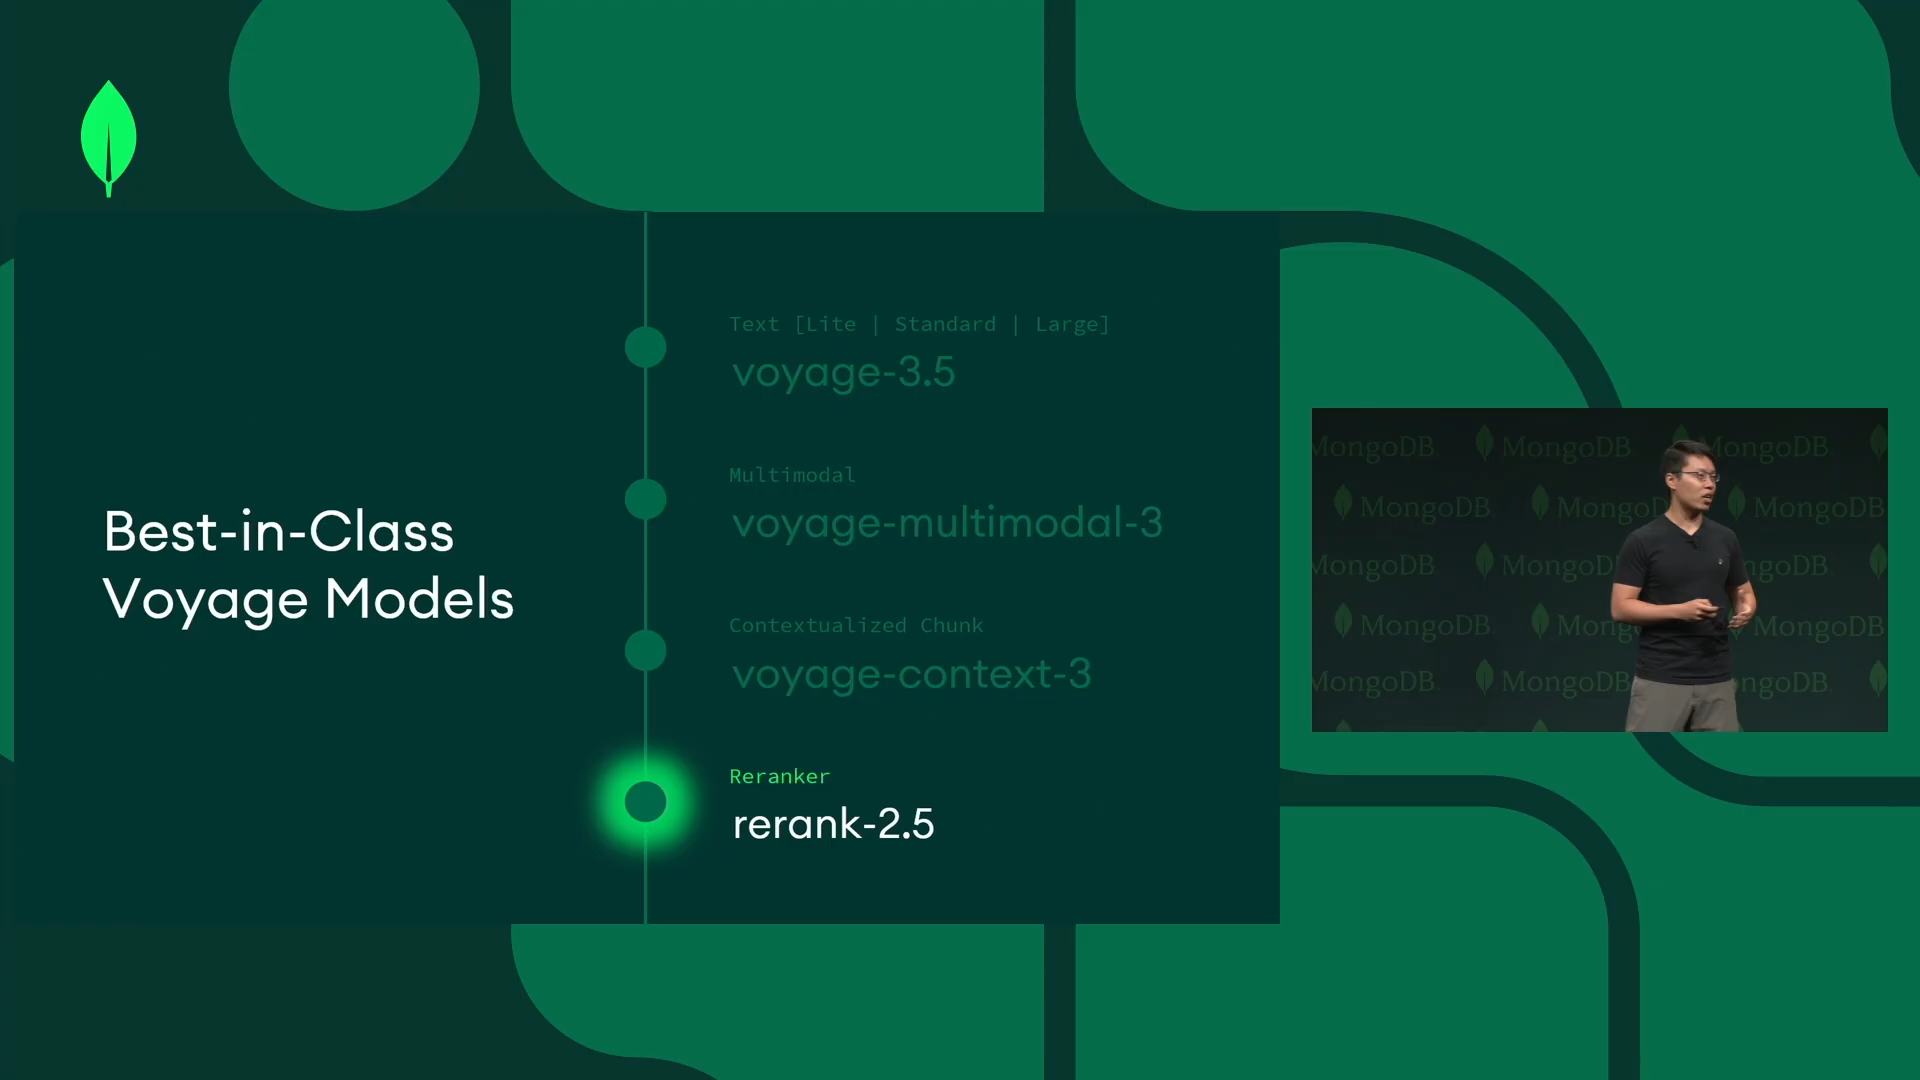 Best-in-Class
Voyage Models
Text [Lite | Standard | Large]
voyage-3.5
Multimodal
voyage-multimodal-3
Contextualized Chunk
voyage-context-3
Reranker
rerank-2.5
MongoDB MongoDB MongoDB
MongoDB MongoDB MongoDB
MongoDB MongoDB MongoDB
MongoDB MongoDB MongoDB
MongoDB MongoDB MongoDB